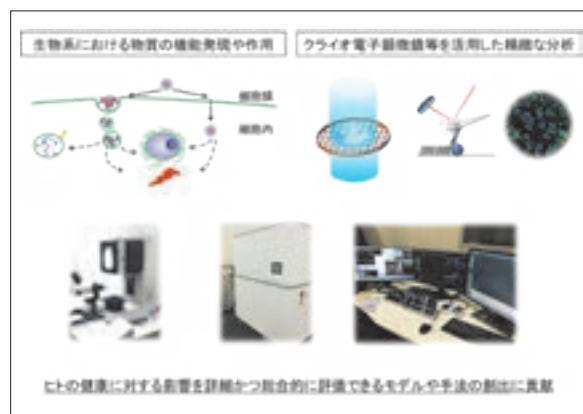 生物系における物質の機能発現や作用
クライオ電子顕微鏡等を活用した精緻な分析
細胞膜
細胞内
ヒトの健康に対する影響を詳細かつ総合的に評価できるモデルや手法の創出に貢献